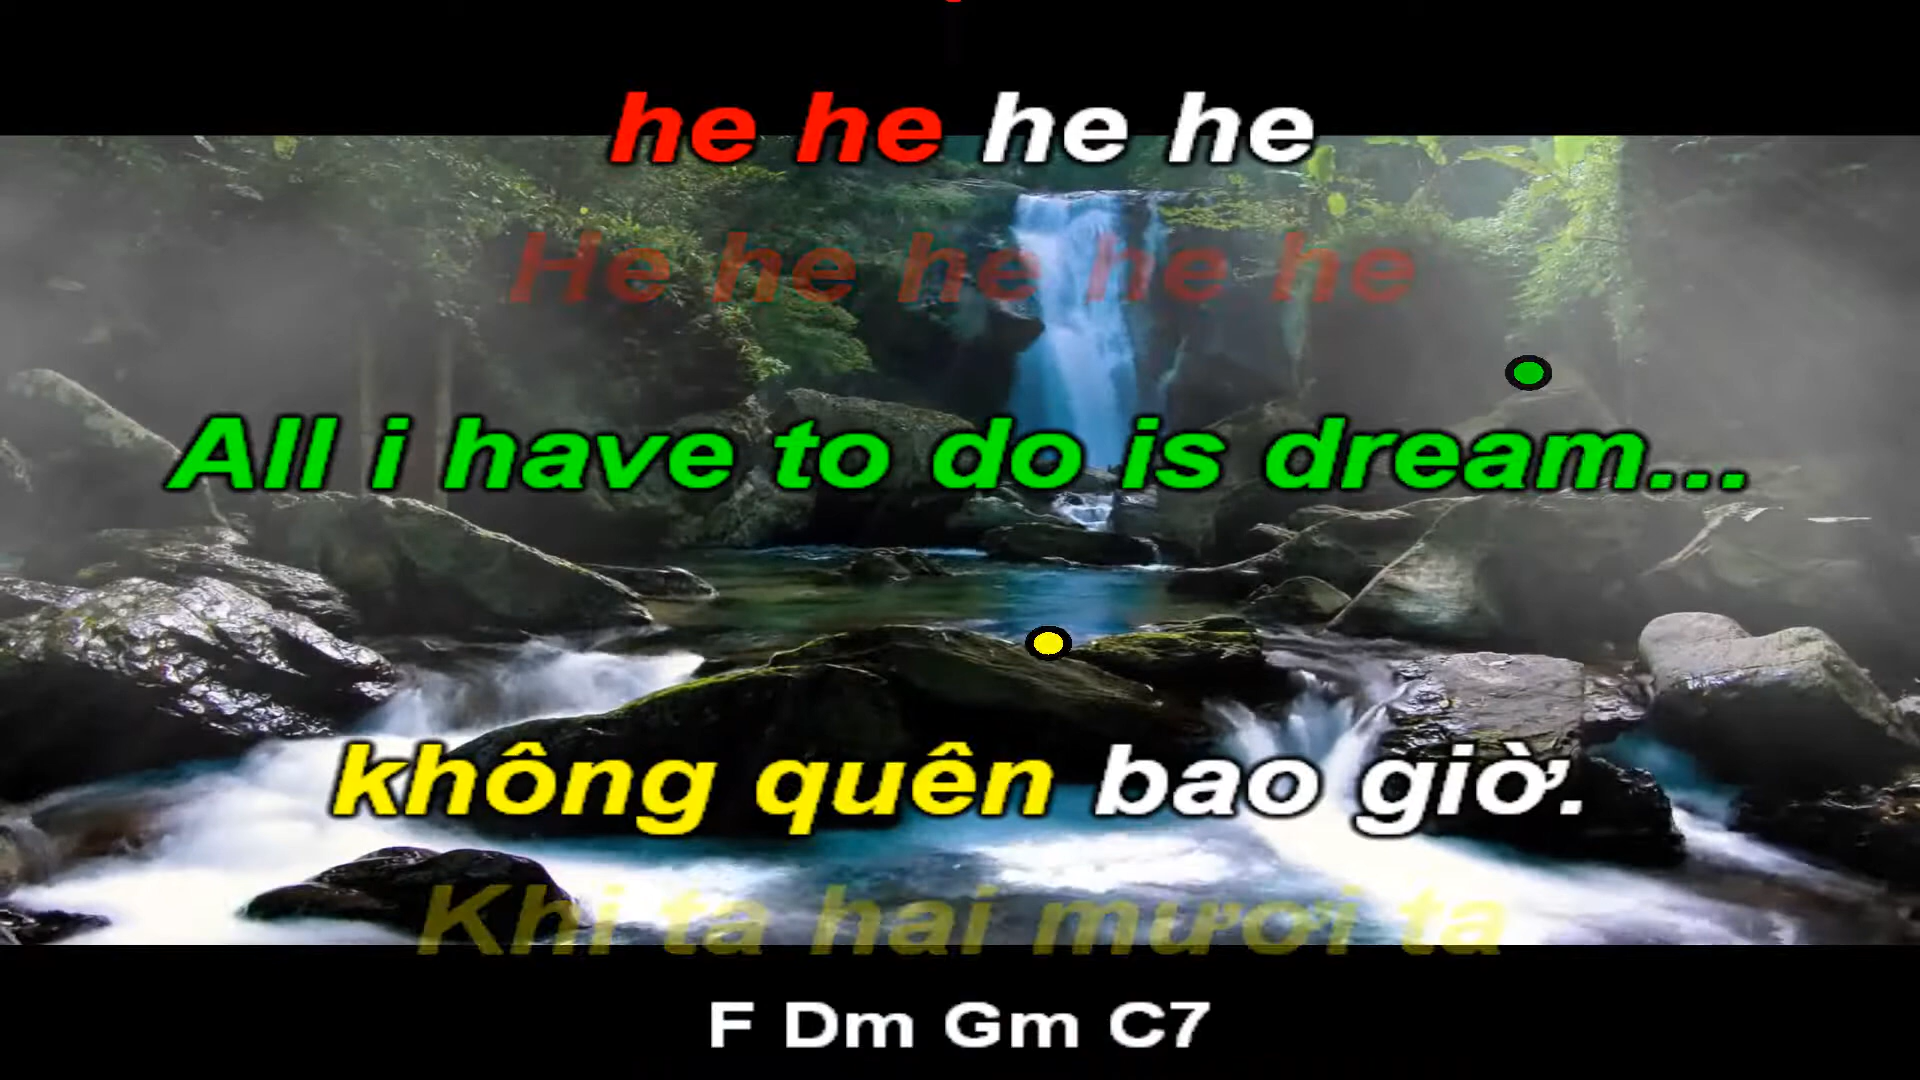 he he he he
He he he he he
All i have to do is dream...
không quên bao giờ.
Khi ta hai mươi ta
F Dm Gm C7